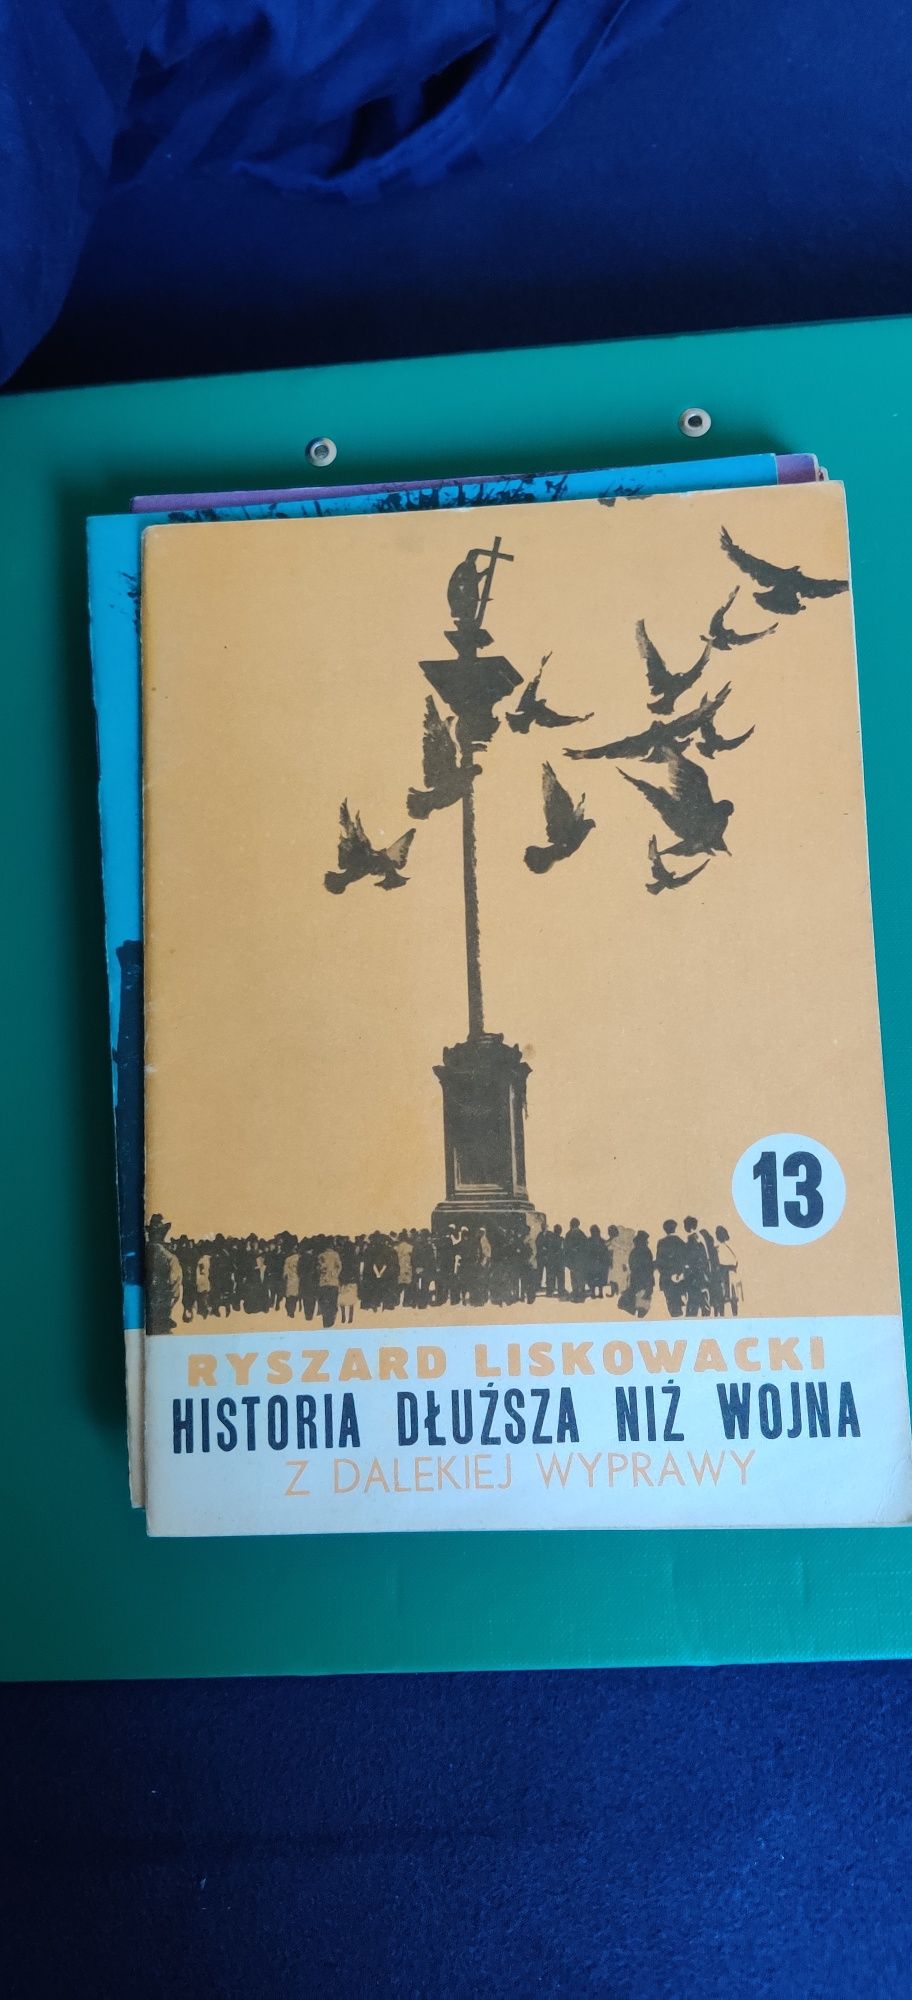 13
RYSZARD LISKOWACKI
HISTORIA DŁUŻSZA NIŻ WOJNA
Z DALEKIEJ WYPRAWY